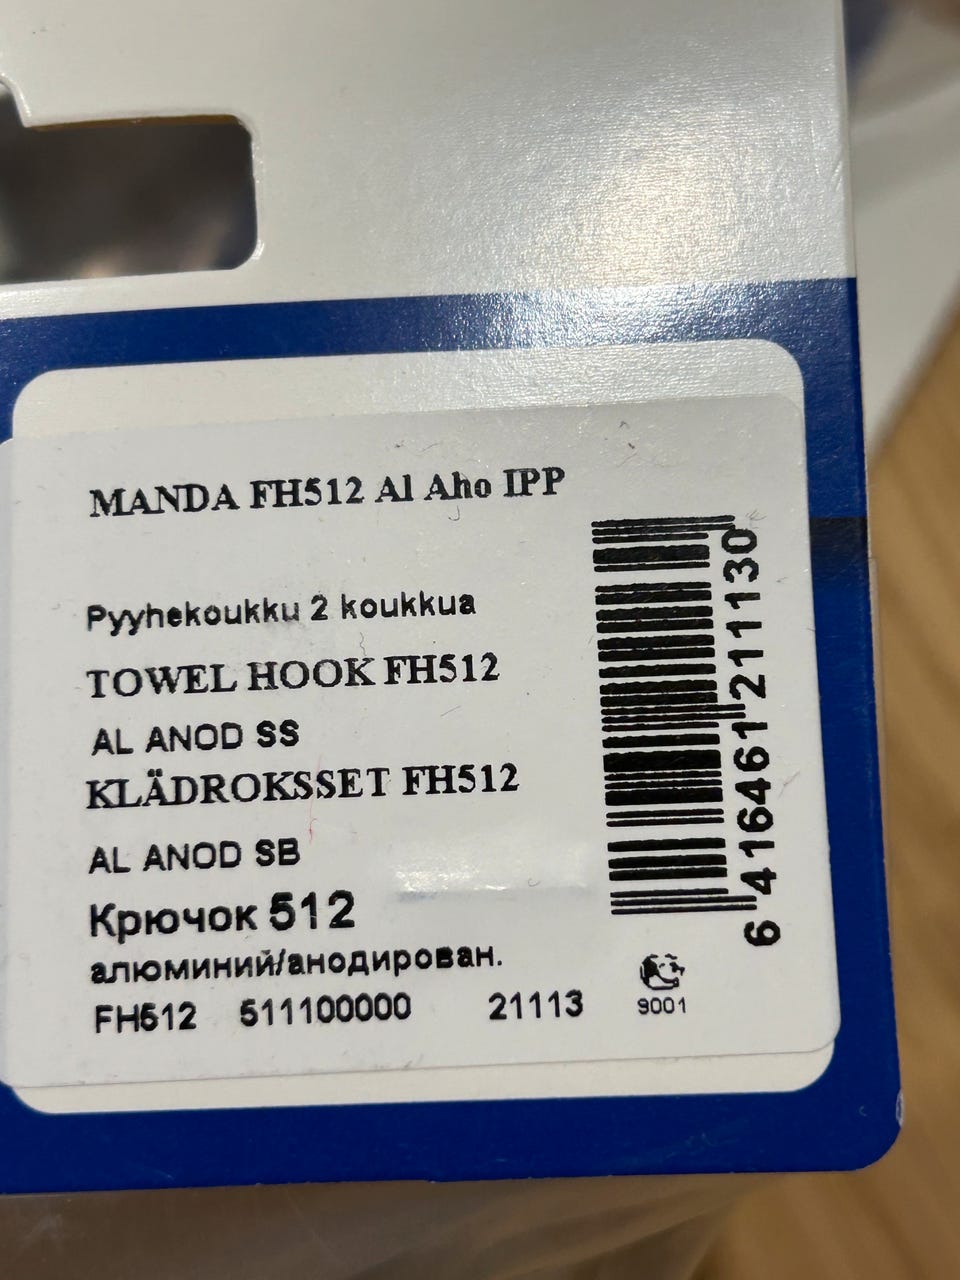 MANDA FH512 Al Aho IPP
Pyyhekoukku 2 koukkua
TOWEL HOOK FH512
AL ANOD SS
KLÄDROKSSET FH512
AL ANOD SB
Крючок 512
алюминий/анодирован.
FH512 511100000 21113
9001
6 416461 211130